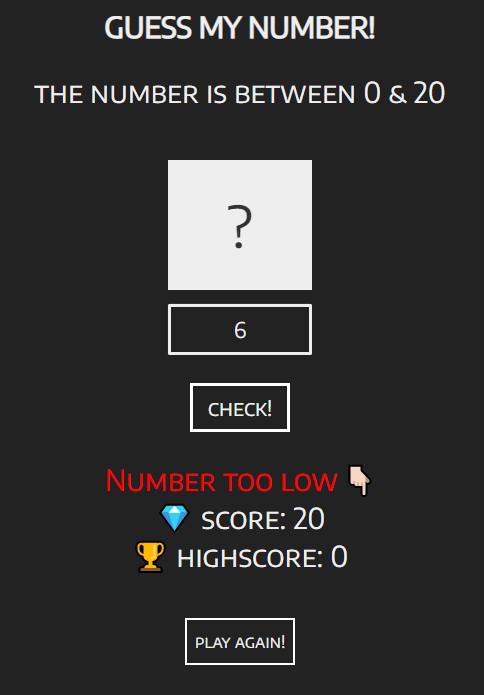 GUESS MY NUMBER!
THE NUMBER IS BETWEEN 0 & 20
?
6
CHECK!
NUMBER TOO LOW 👇🏻
💎 SCORE: 20
🏆 HIGHSCORE: 0
PLAY AGAIN!